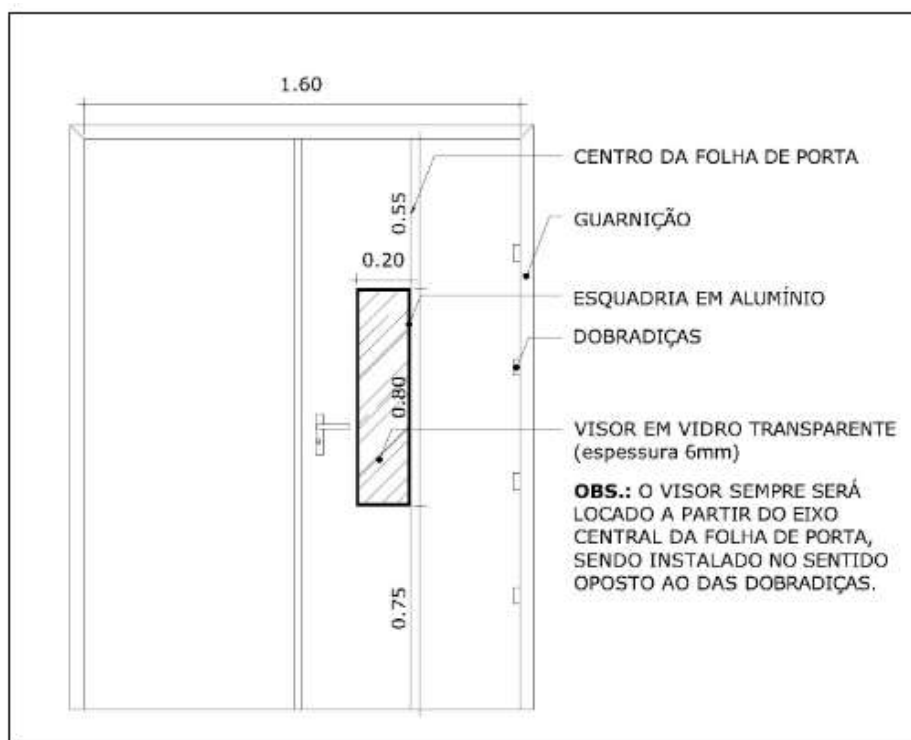 1.60
CENTRO DA FOLHA DE PORTA
0.55
GUARNIÇÃO
0.20
ESQUADRIA EM ALUMÍNIO
DOBRADIÇAS
0.80
VISOR EM VIDRO TRANSPARENTE
(espessura 6mm)
OBS.: O VISOR SEMPRE SERÁ
LOCADO A PARTIR DO EIXO
CENTRAL DA FOLHA DE PORTA,
SENDO INSTALADO NO SENTIDO
OPOSTO AO DAS DOBRADIÇAS.
0.75